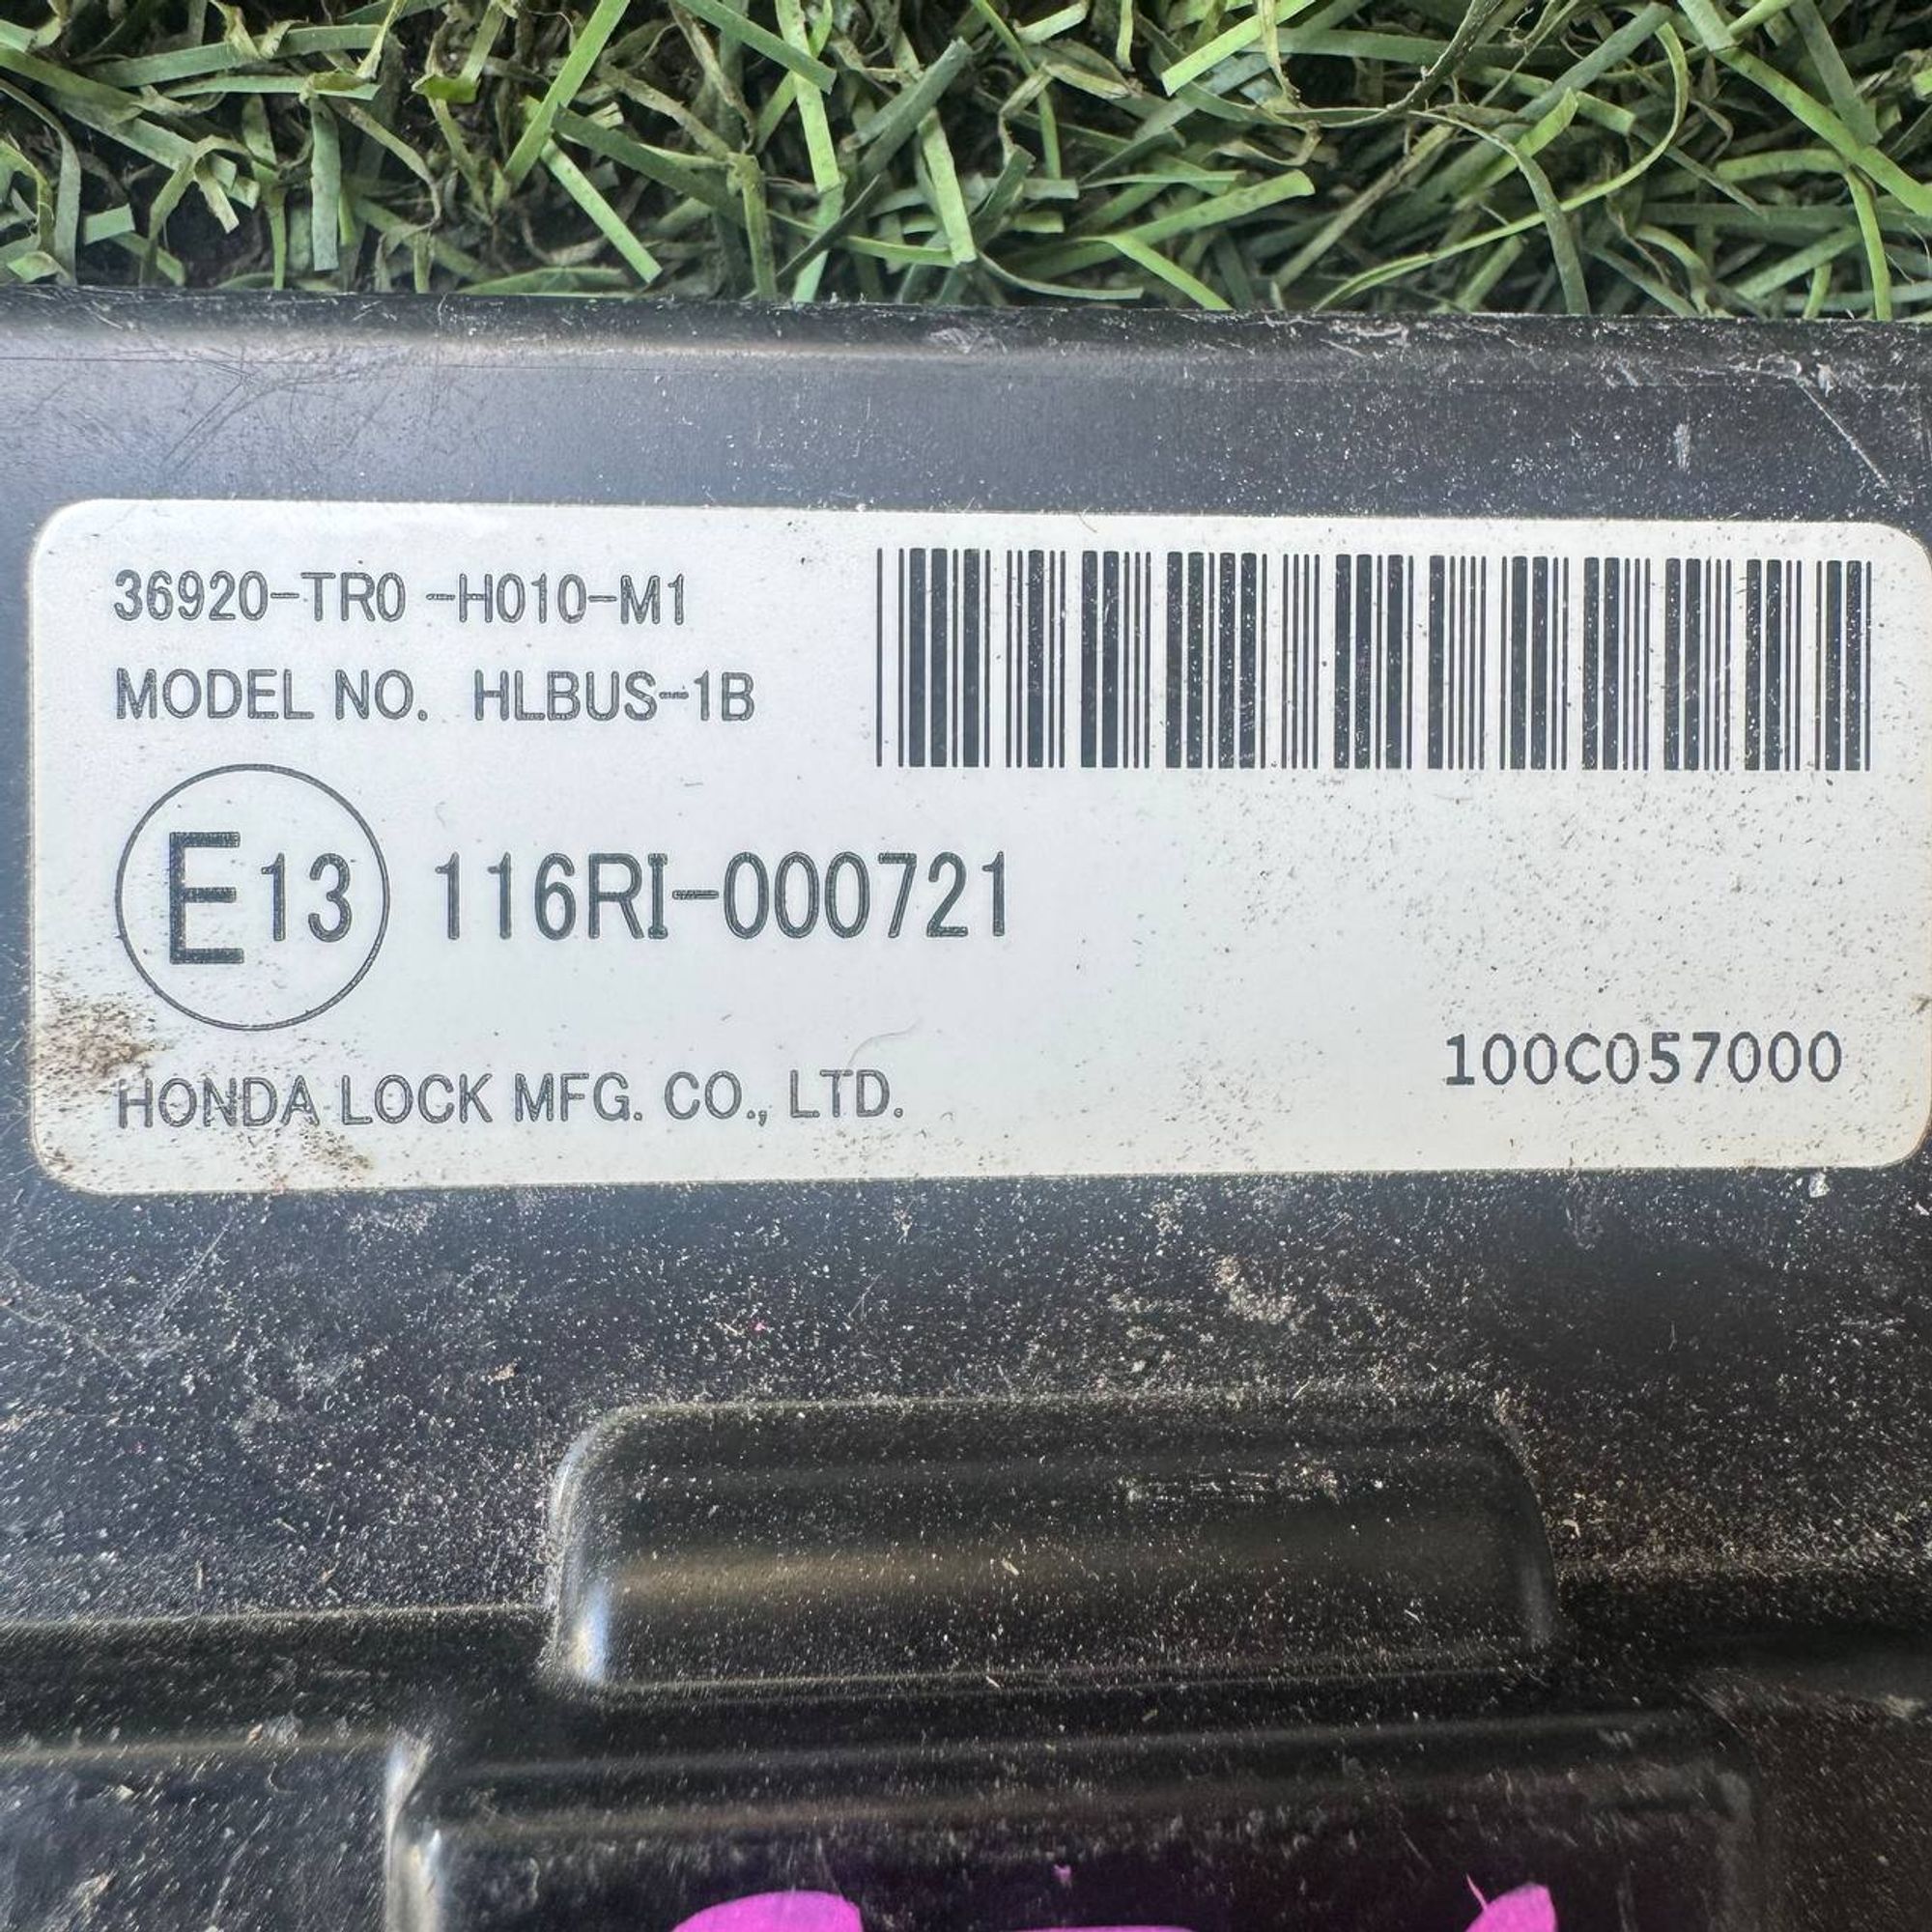 36920-TR0 -H010-M1
MODEL NO. HLBUS-1B
E13 116RI-000721
100C057000
HONDA LOCK MFG. CO., LTD.